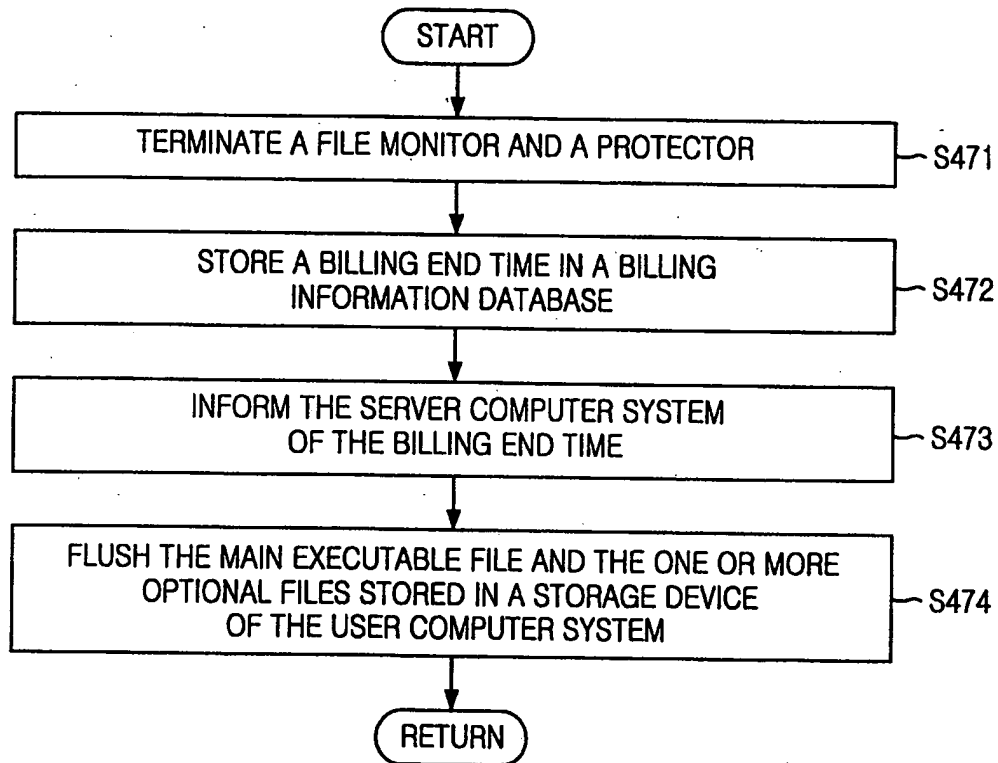 START
TERMINATE A FILE MONITOR AND A PROTECTOR
S471
STORE A BILLING END TIME IN A BILLING
INFORMATION DATABASE
S472
INFORM THE SERVER COMPUTER SYSTEM
OF THE BILLING END TIME
S473
FLUSH THE MAIN EXECUTABLE FILE AND THE ONE OR MORE
OPTIONAL FILES STORED IN A STORAGE DEVICE
OF THE USER COMPUTER SYSTEM
S474
RETURN